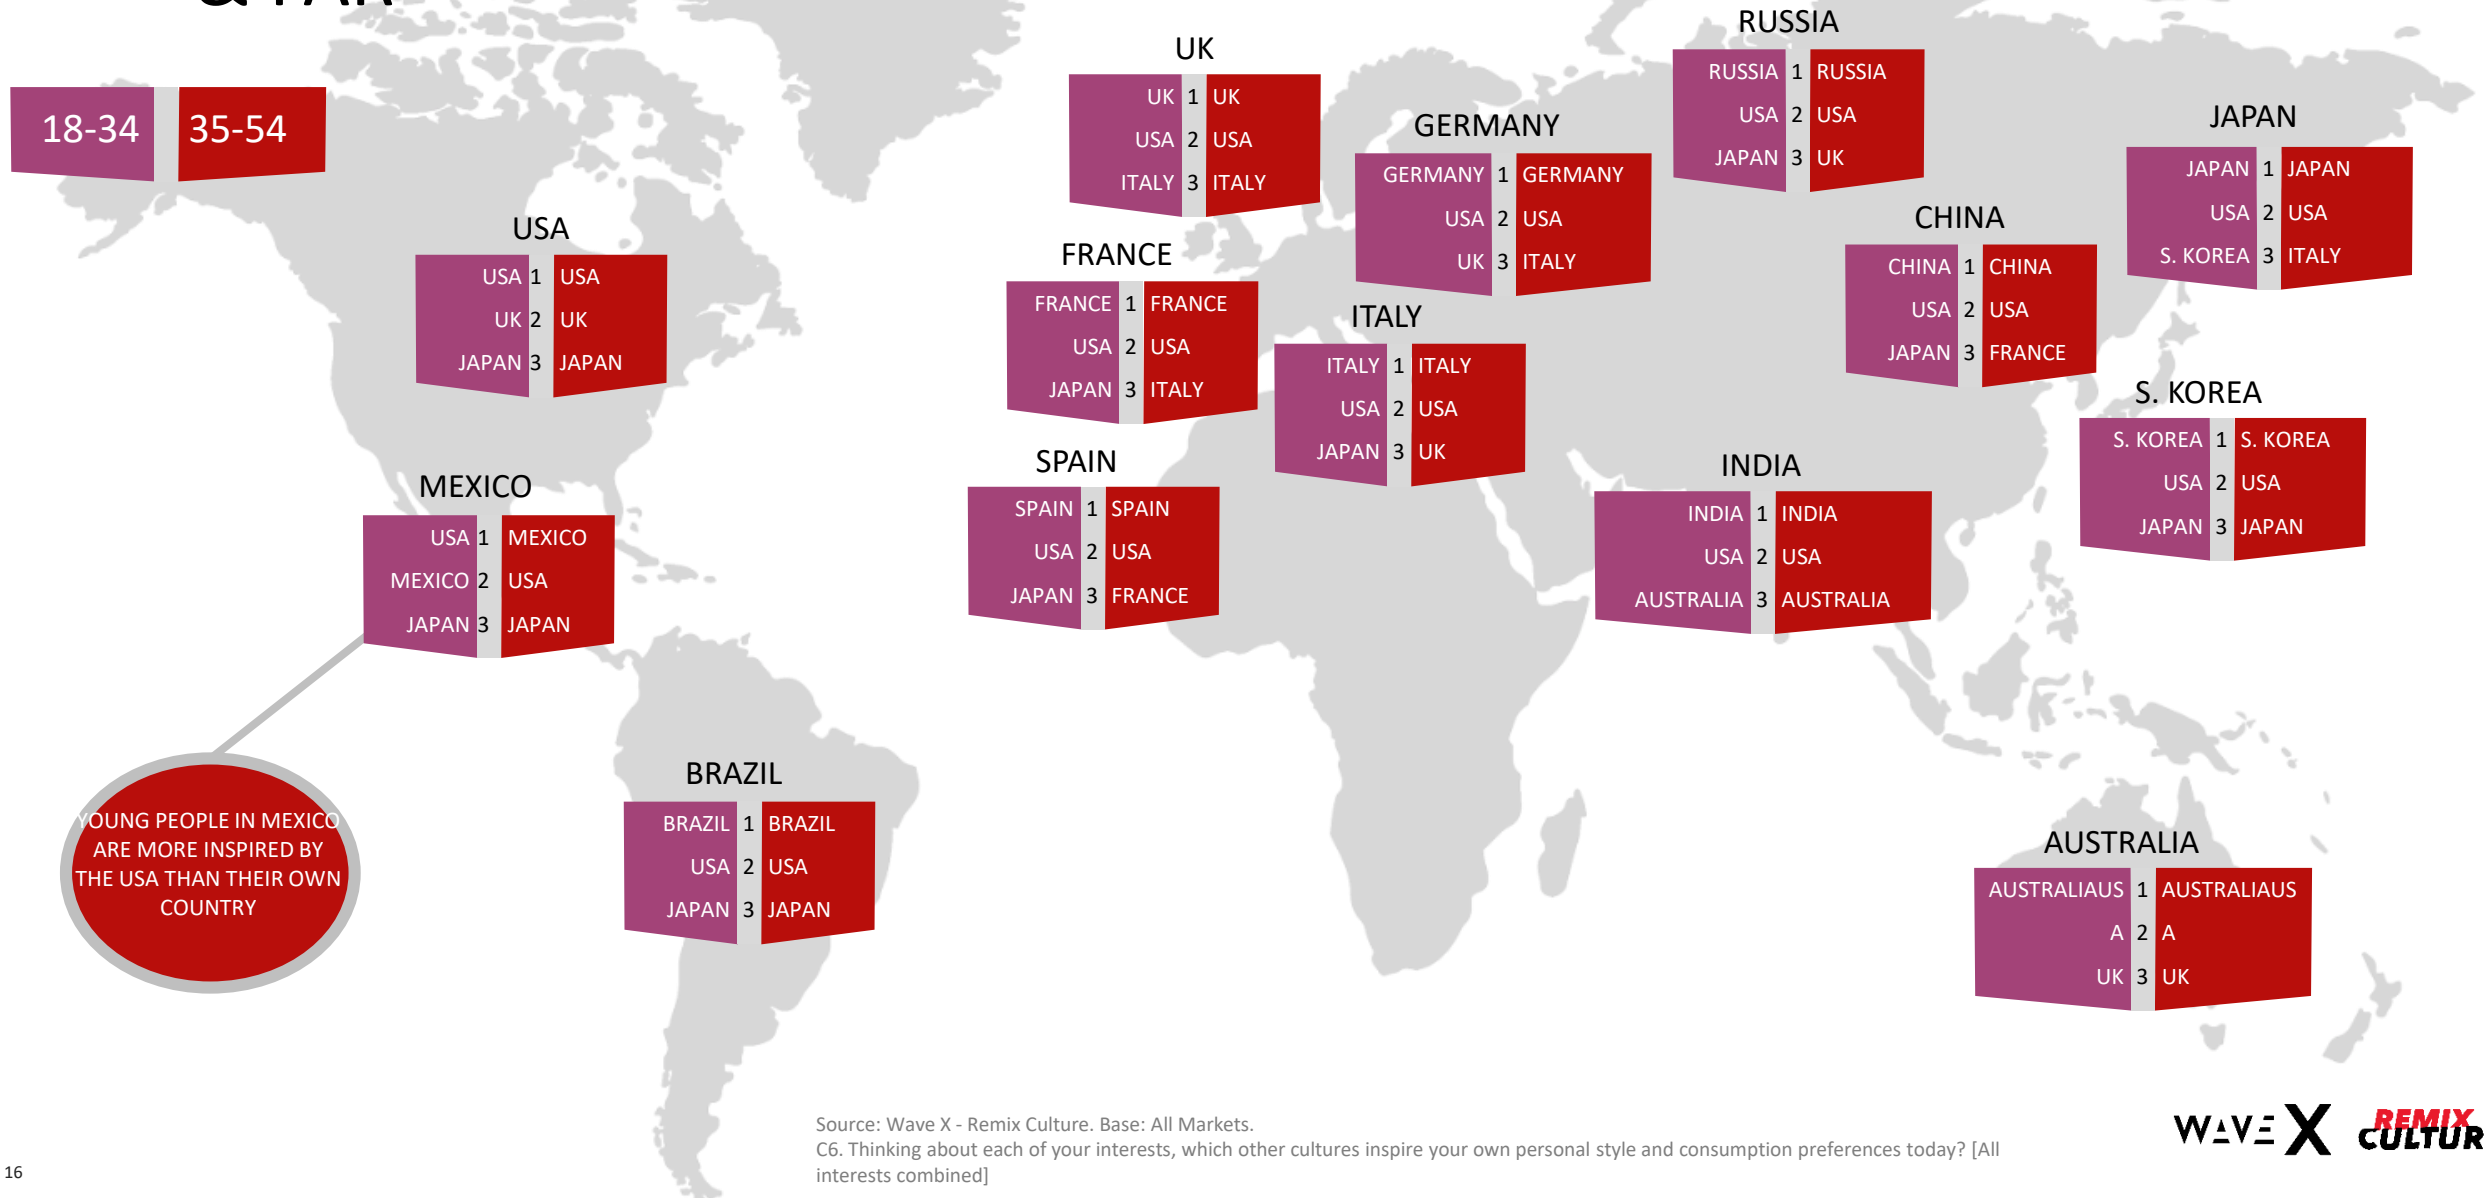 & FAR
18-34 35-54
UK
UK 1 UK
USA 2 USA
ITALY 3 ITALY
RUSSIA
RUSSIA 1 RUSSIA
USA 2 USA
JAPAN 3 UK
GERMANY
GERMANY 1 GERMANY
USA 2 USA
UK 3 ITALY
JAPAN
JAPAN 1 JAPAN
USA 2 USA
S. KOREA 3 ITALY
USA
USA 1 USA
UK 2 UK
JAPAN 3 JAPAN
FRANCE
FRANCE 1 FRANCE
USA 2 USA
JAPAN 3 ITALY
CHINA
CHINA 1 CHINA
USA 2 USA
JAPAN 3 FRANCE
ITALY
ITALY 1 ITALY
USA 2 USA
JAPAN 3 UK
S. KOREA
S. KOREA 1 S. KOREA
USA 2 USA
JAPAN 3 JAPAN
MEXICO
USA 1 MEXICO
MEXICO 2 USA
JAPAN 3 JAPAN
SPAIN
SPAIN 1 SPAIN
USA 2 USA
JAPAN 3 FRANCE
INDIA
INDIA 1 INDIA
USA 2 USA
AUSTRALIA 3 AUSTRALIA
YOUNG PEOPLE IN MEXICO
ARE MORE INSPIRED BY
THE USA THAN THEIR OWN
COUNTRY
BRAZIL
BRAZIL 1 BRAZIL
USA 2 USA
JAPAN 3 JAPAN
AUSTRALIA
AUSTRALIAUS 1 AUSTRALIAUS
A 2 A
UK 3 UK
Source: Wave X - Remix Culture. Base: All Markets.
C6. Thinking about each of your interests, which other cultures inspire your own personal style and consumption preferences today? [All
interests combined]
16
WAVE X
REMIX
CULTUR